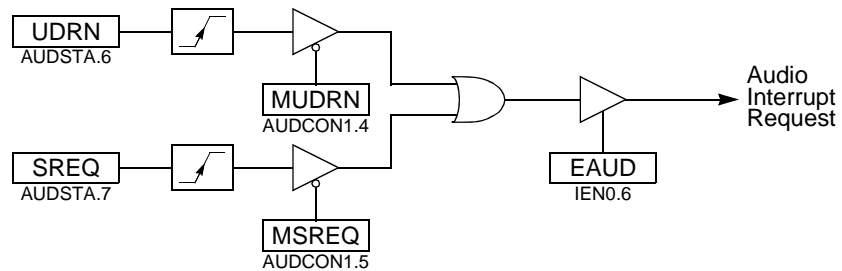 UDRN
AUDSTA.6
MUDRN
AUDCON1.4
SREQ
AUDSTA.7
MSREQ
AUDCON1.5
EAUD
IEN0.6
Audio
Interrupt
Request